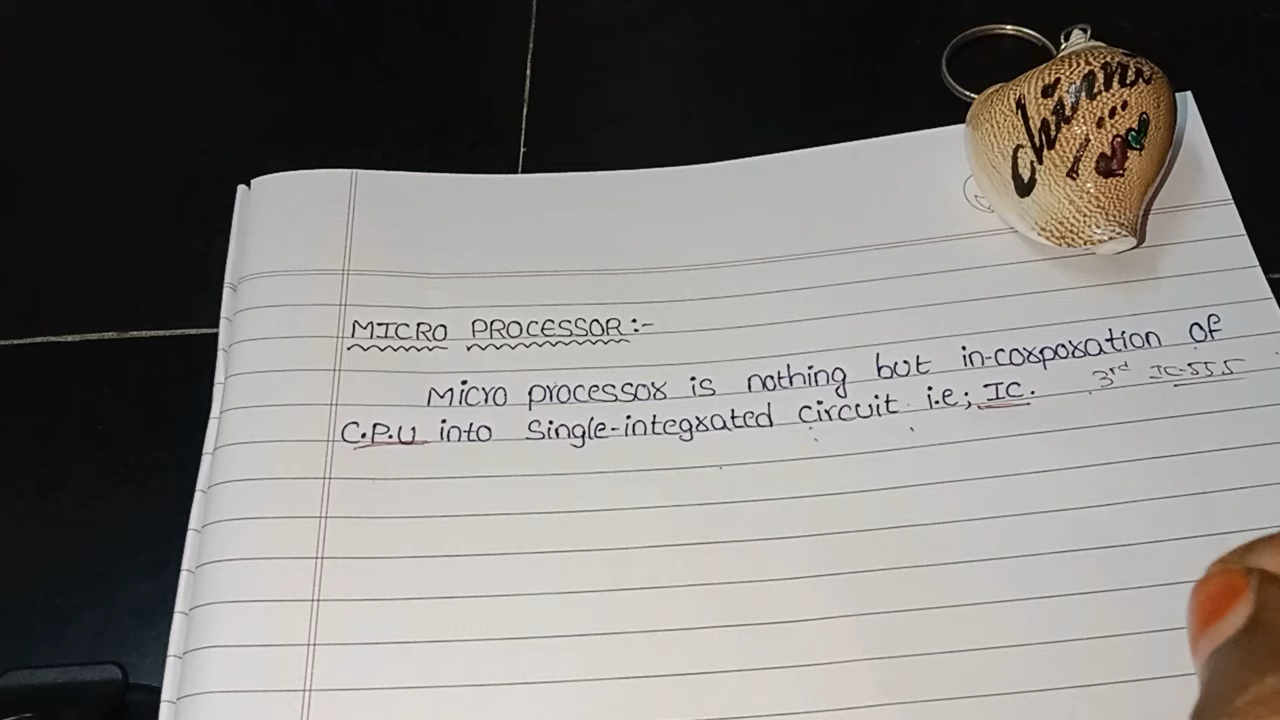 chinni
MICRO PROCESSOR:-
Micro processor is nothing but in-corporation of
C.P.U into Single-integrated circuit i.e; IC.
3rd IC-555